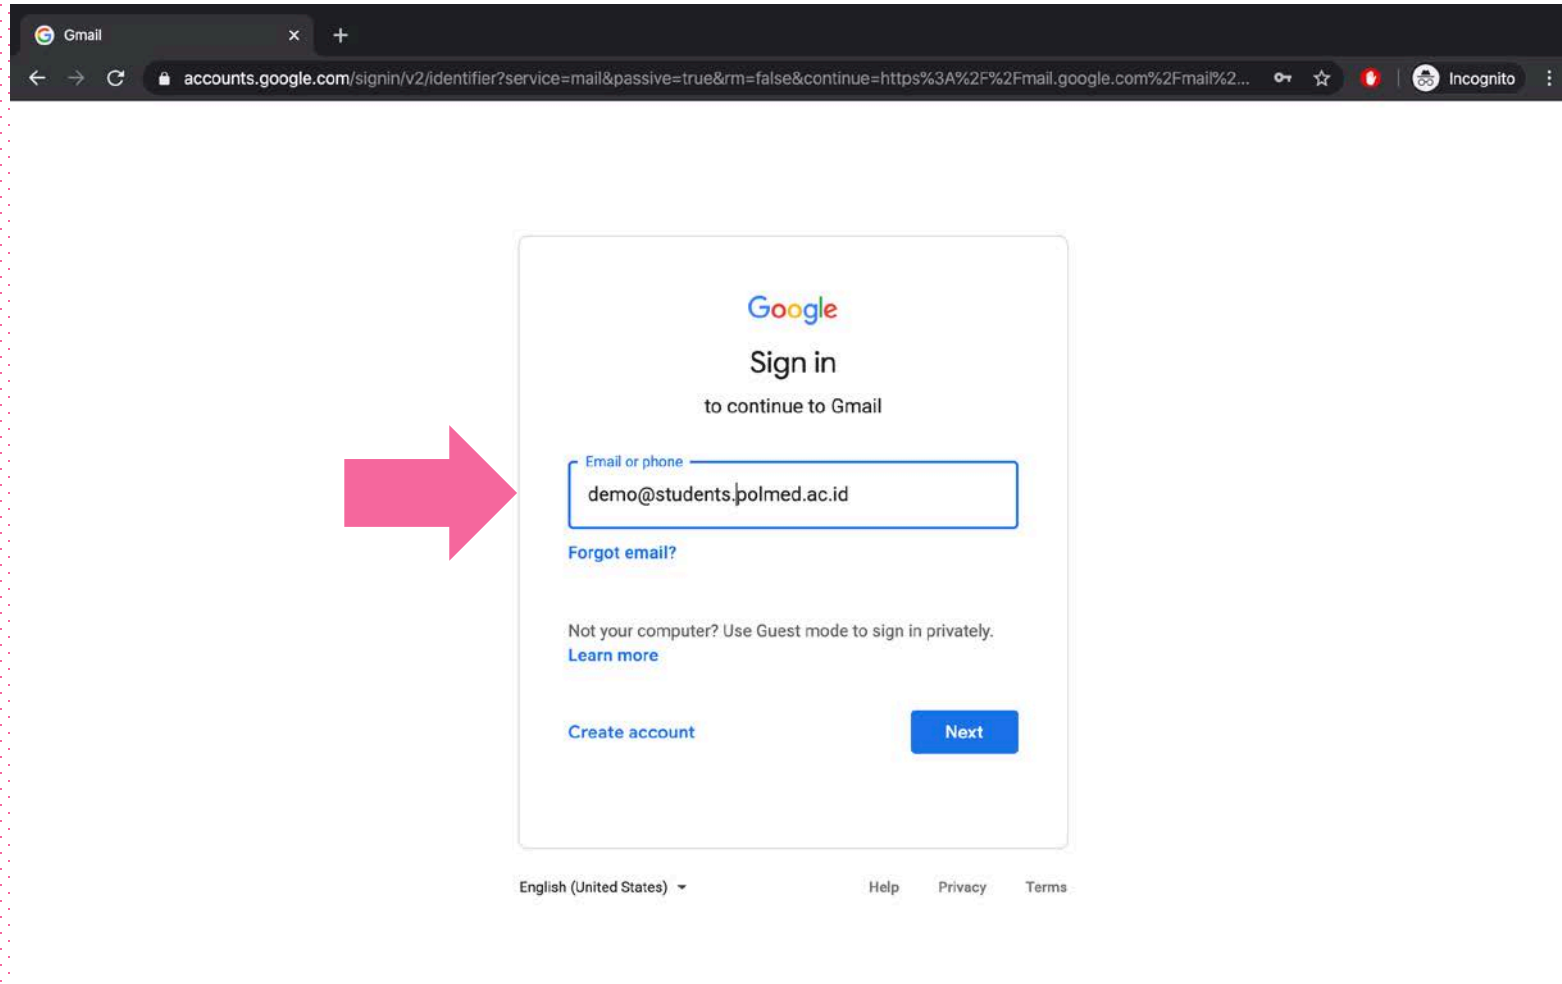 Gmail
accounts.google.com/signin/v2/identifier?service=mail&passive=true&rm=false&continue=https%3A%2F%2Fmail.google.com%2Fmail%2... Incognito
Google
Sign in
to continue to Gmail
Email or phone
demo@students.polmed.ac.id
Forgot email?
Not your computer? Use Guest mode to sign in privately.
Learn more
Create account Next
English (United States) Help Privacy Terms